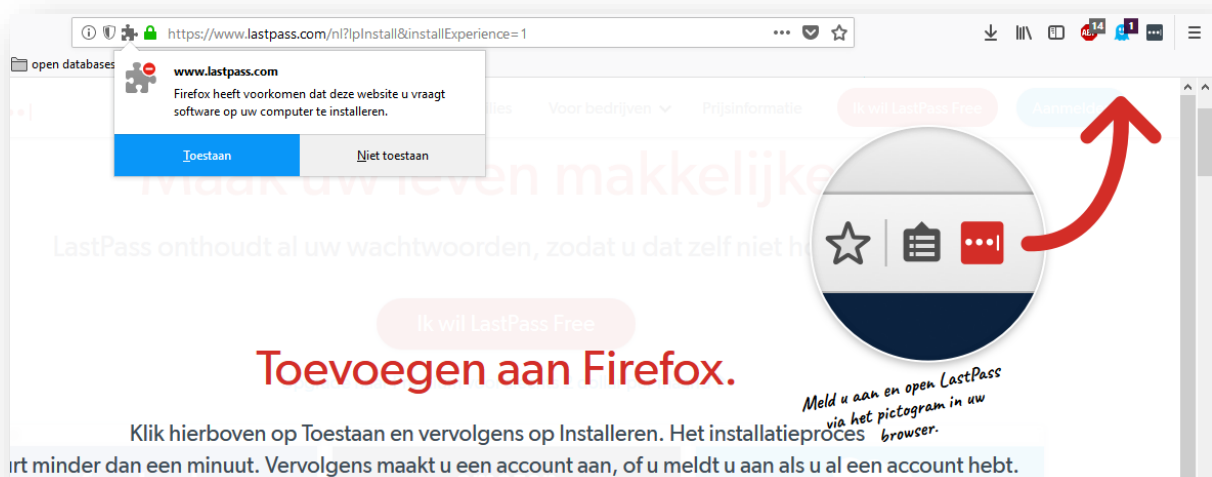 https://www.lastpass.com/nl?lpInstall&installExperience=1
14
1
open databases
www.lastpass.com
Firefox heeft voorkomen dat deze website u vraagt
software op uw computer te installeren.
Toestaan
Niet toestaan
Voor bedrijven
Prijsinformatie
Ik wil LastPass Free
Maak uw leven makkelijke
LastPass onthoudt al uw wachtwoorden, zodat u dat zelf niet
Ik wil LastPass Free
Toevoegen aan Firefox.
Meld u aan en open LastPass
via het pictogram in uw
browser.
Klik hierboven op Toestaan en vervolgens op Installeren. Het installatieproces
minder dan een minuut. Vervolgens maakt u een account aan, of u meldt u aan als u al een account hebt.